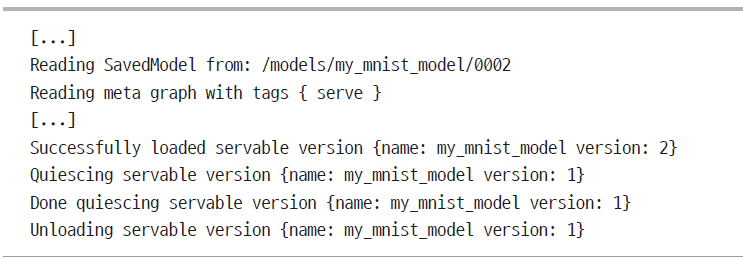 [...]
Reading SavedModel from: /models/my_mnist_model/0002
Reading meta graph with tags { serve }
[...]
Successfully loaded servable version {name: my_mnist_model version: 2}
Quiescing servable version {name: my_mnist_model version: 1}
Done quiescing servable version {name: my_mnist_model version: 1}
Unloading servable version {name: my_mnist_model version: 1}